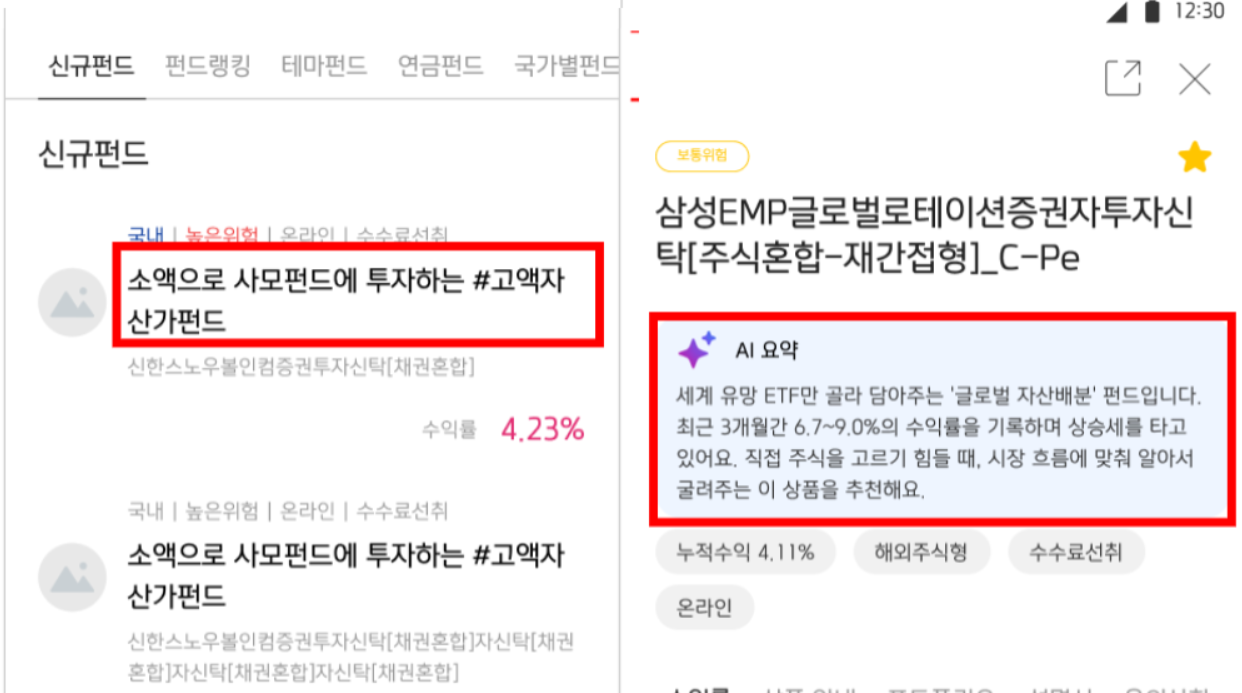 신규펀드 펀드랭킹 테마펀드 연금펀드 국가별펀드
신규펀드
국내 | 높은위험 | 온라인 | 수수료선취
소액으로 사모펀드에 투자하는 #고액자
산가펀드
신한스노우볼인컴증권투자신탁[채권혼합]
수익률 4.23%
국내 | 높은위험 | 온라인 | 수수료선취
소액으로 사모펀드에 투자하는 #고액자
산가펀드
신한스노우볼인컴증권투자신탁[채권혼합]자신탁[채권
혼합]자신탁[채권혼합]자신탁[채권혼합]
12:30
보통위험
삼성EMP글로벌로테이션증권자투자신
탁[주식혼합-재간접형]_C-Pe
AI 요약
세계 유망 ETF만 골라 담아주는 '글로벌 자산배분' 펀드입니다.
최근 3개월간 6.7~9.0%의 수익률을 기록하며 상승세를 타고
있어요. 직접 주식을 고르기 힘들 때, 시장 흐름에 맞춰 알아서
굴려주는 이 상품을 추천해요.
누적수익 4.11% 해외주식형 수수료선취
온라인